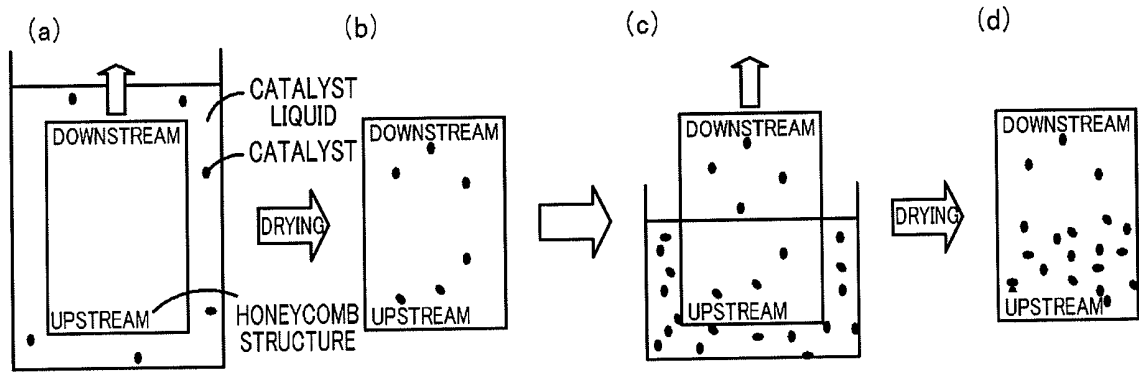 (a)
(b)
(c)
(d)
DOWNSTREAM
CATALYST
LIQUID
CATALYST
UPSTREAM
HONEYCOMB
STRUCTURE
DRYING
DOWNSTREAM
UPSTREAM
DOWNSTREAM
UPSTREAM
DRYING
DOWNSTREAM
UPSTREAM